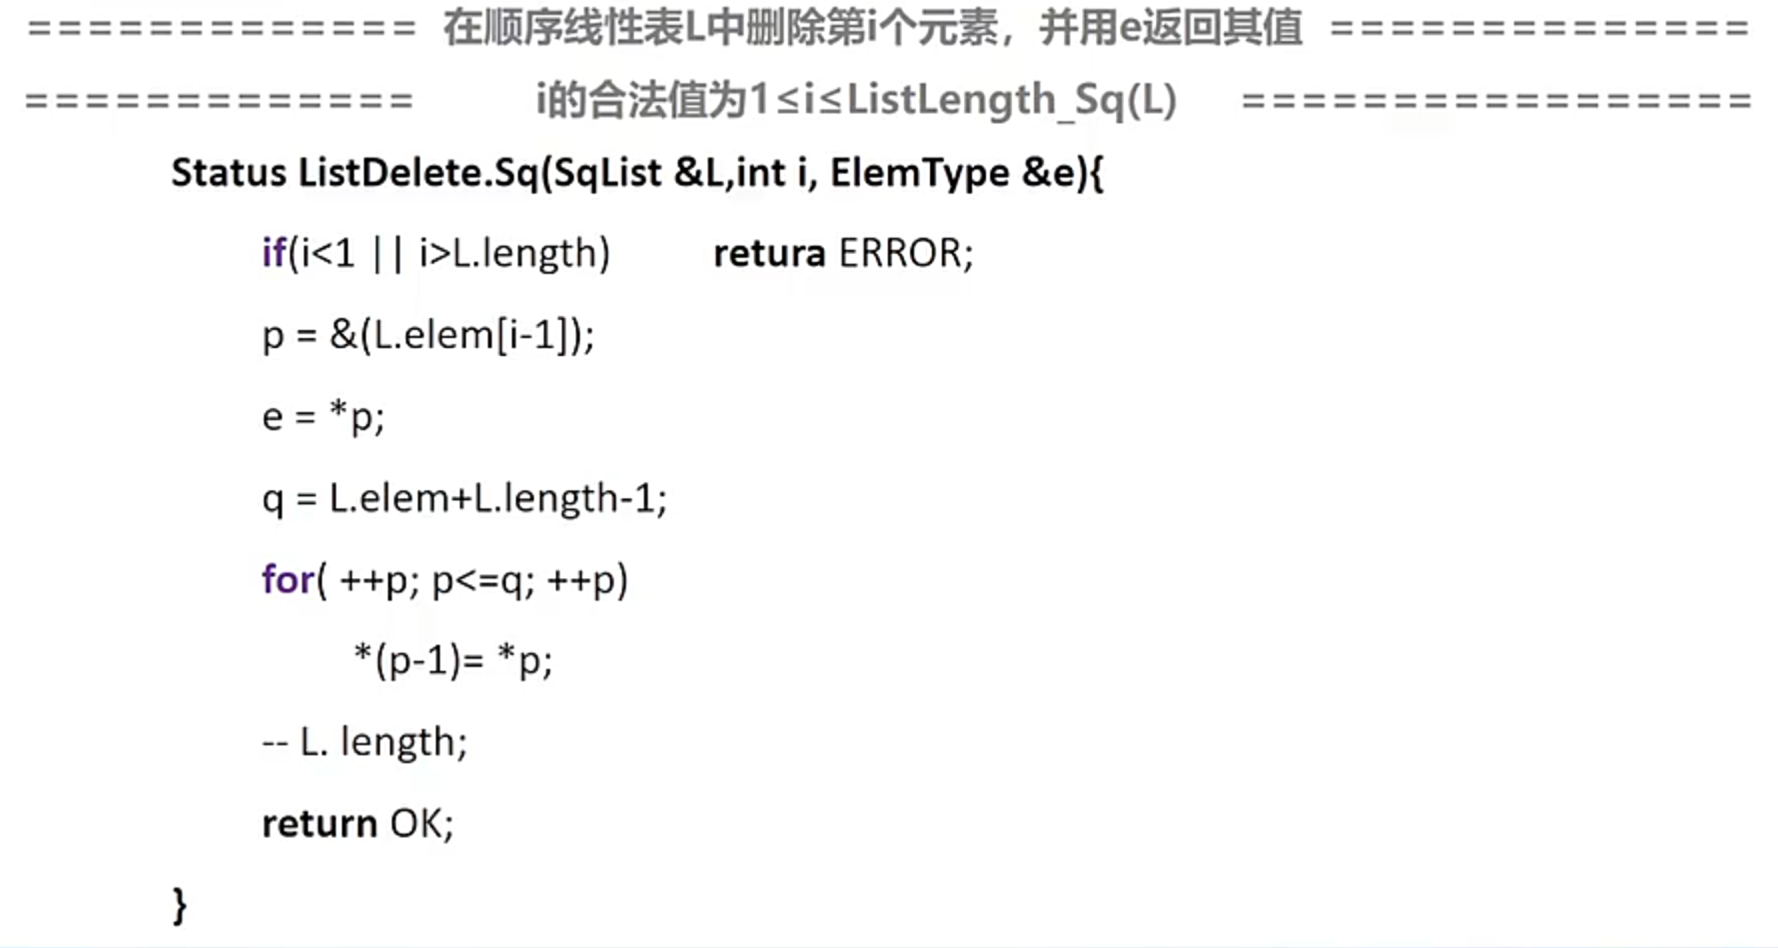 ============= 在顺序线性表L中删除第i个元素，并用e返回其值 ==============
============= i的合法值为1≤i≤ListLength_Sq(L) =================
Status ListDelete.Sq(SqList &L,int i, ElemType &e){
if(i<1 || i>L.length) retura ERROR;
p = &(L.elem[i-1]);
e = *p;
q = L.elem+L.length-1;
for( ++p; p<=q; ++p)
*(p-1)= *p;
-- L. length;
return OK;
}